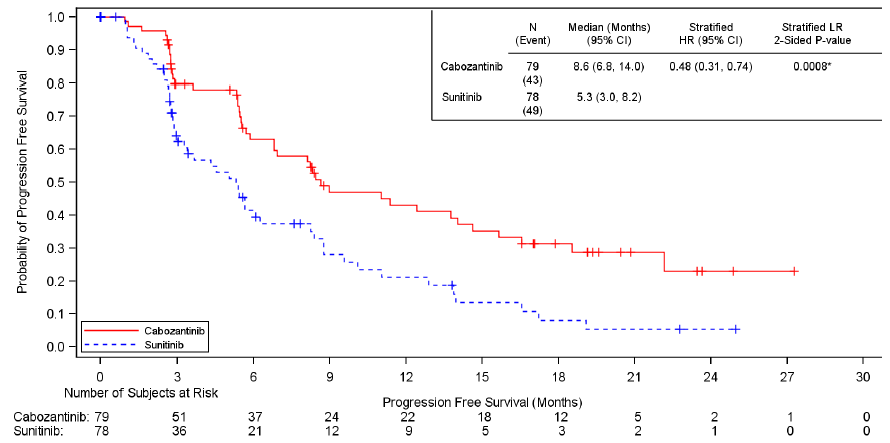 N Median (Months) Stratified Stratified LR
(Event) (95% CI) HR (95% CI) 2-Sided P-value
Cabozantinib 79 8.6 (6.8, 14.0) 0.48 (0.31, 0.74) 0.0008*
(43)
Sunitinib 78 5.3 (3.0, 8.2)
(49)
Probability of Progression Free Survival
1.0
0.9
0.8
0.7
0.6
0.5
0.4
0.3
0.2
0.1
0.0
Cabozantinib
Sunitinib
0 3 6 9 12 15 18 21 24 27 30
Number of Subjects at Risk
Progression Free Survival (Months)
Cabozantinib: 79 51 37 24 22 18 12 5 2 1 0
Sunitinib: 78 36 21 12 9 5 3 2 1 0 0